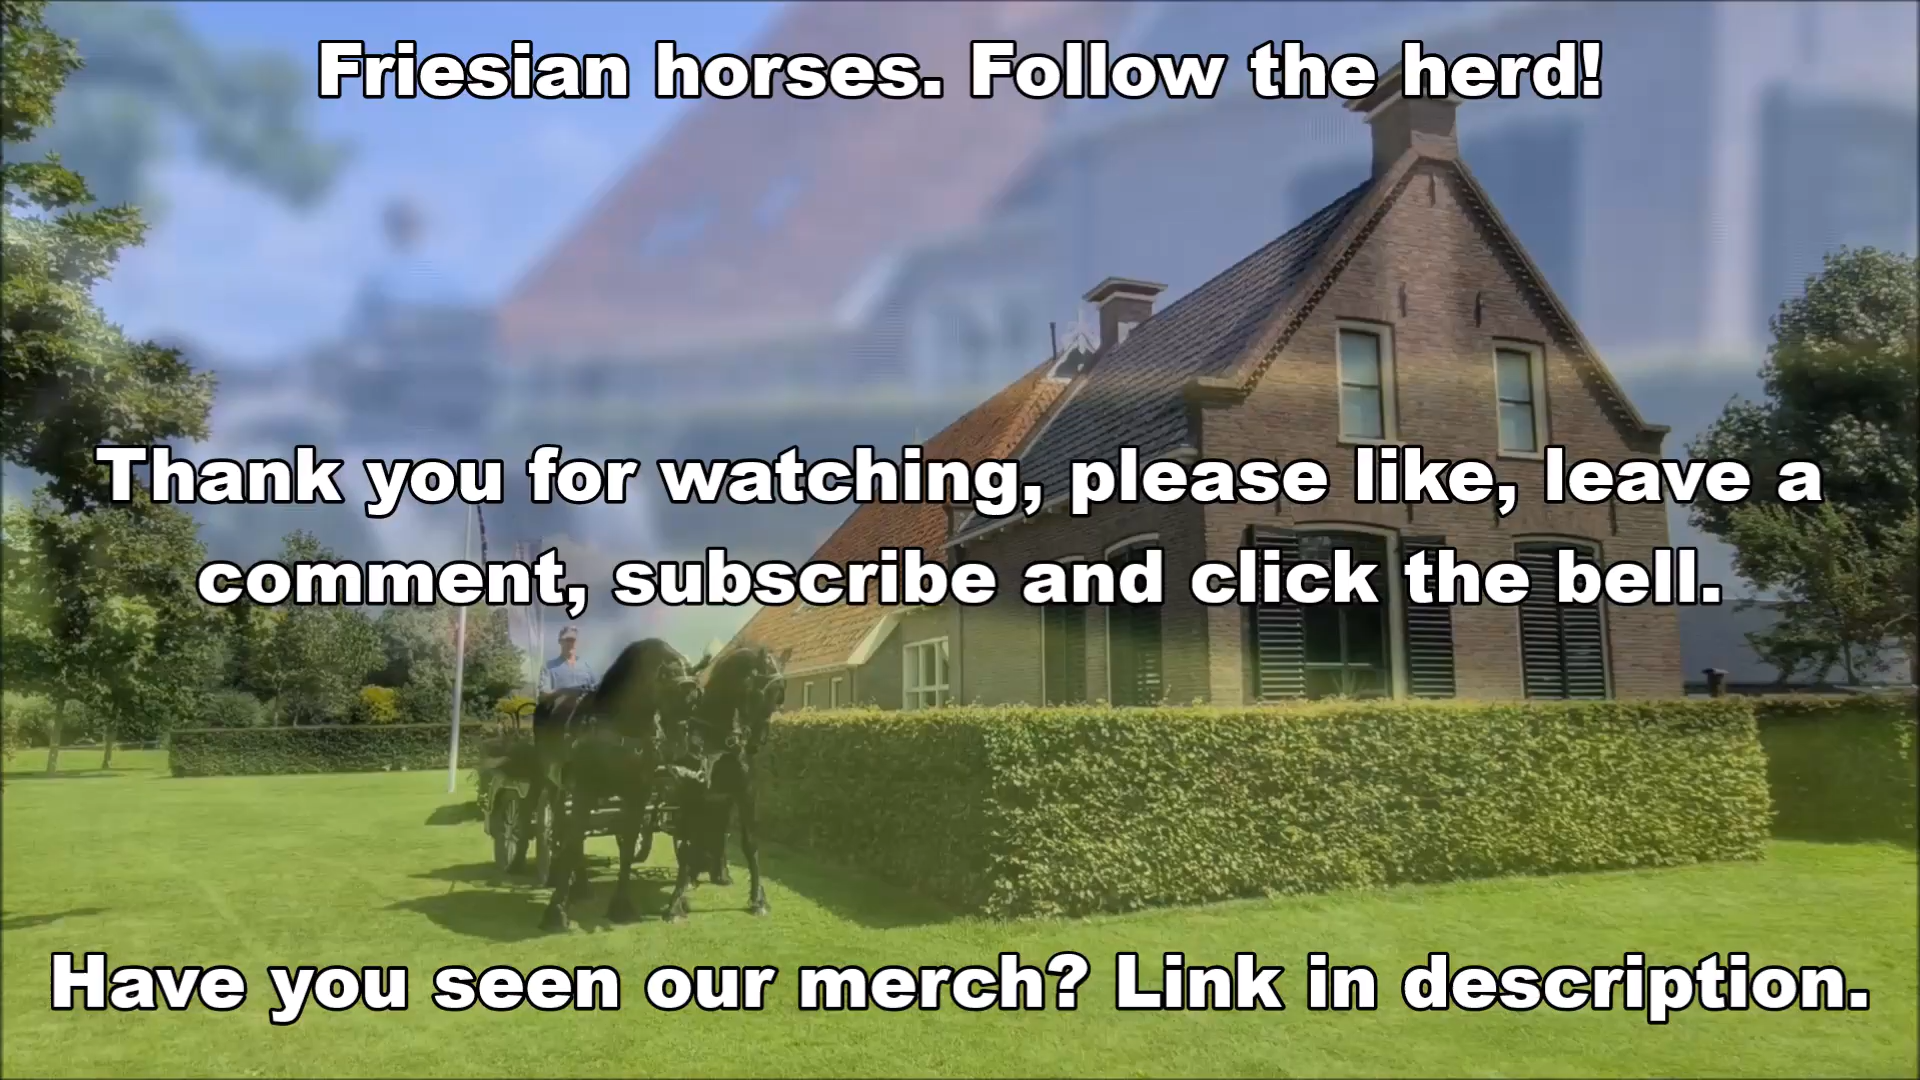 Friesian horses. Follow the herd!
Thank you for watching, please like, leave a
comment, subscribe and click the bell.
Have you seen our merch? Link in description.